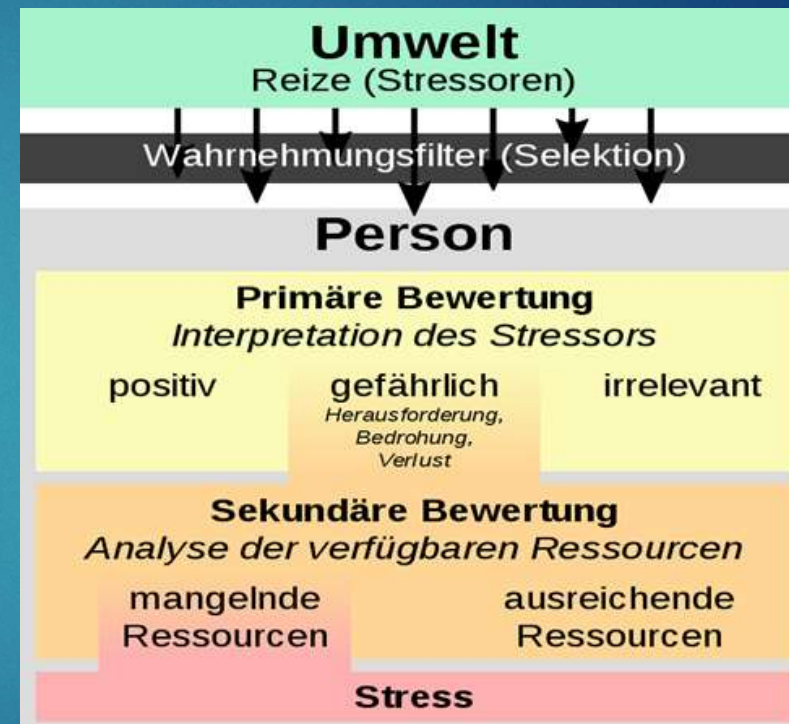 Umwelt
Reize (Stressoren)
Wahrnehmungsfilter (Selektion)
Person
Primäre Bewertung
Interpretation des Stressors
positiv gefährlich irrelevant
Herausforderung,
Bedrohung,
Verlust
Sekundäre Bewertung
Analyse der verfügbaren Ressourcen
mangelnde ausreichende
Ressourcen Ressourcen
Stress